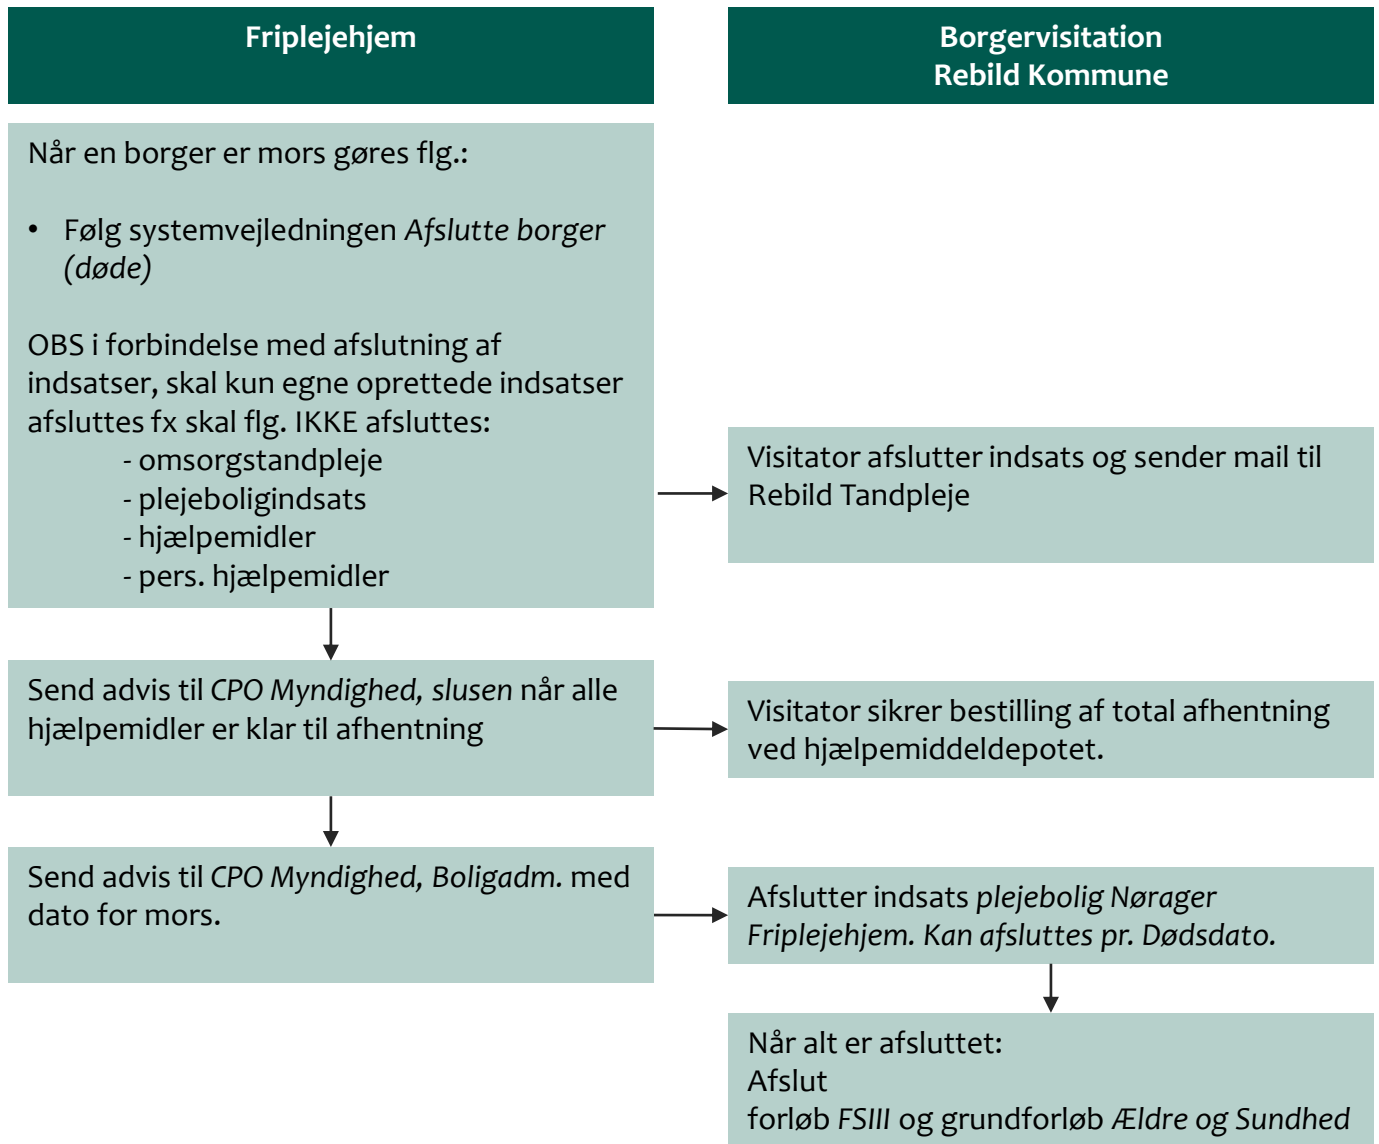 Friplejehjem
Borgervisitation
Rebild Kommune
Når en borger er mors gøres flg.:
• Følg systemvejledningen Afslutte borger
(døde)
OBS i forbindelse med afslutning af
indsatser, skal kun egne oprettede indsatser
afsluttes fx skal flg. IKKE afsluttes:
- omsorgstandpleje
- plejeboligindsats
- hjælpemidler
- pers. hjælpemidler
Visitator afslutter indsats og sender mail til
Rebild Tandpleje
Send advis til CPO Myndighed, slusen når alle
hjælpemidler er klar til afhentning
Visitator sikrer bestilling af total afhentning
ved hjælpemiddeldepotet.
Send advis til CPO Myndighed, Boligadm. med
dato for mors.
Afslutter indsats plejebolig Nørager
Friplejehjem. Kan afsluttes pr. Dødsdato.
Når alt er afsluttet:
Afslut
forløb FSIII og grundforløb Ældre og Sundhed